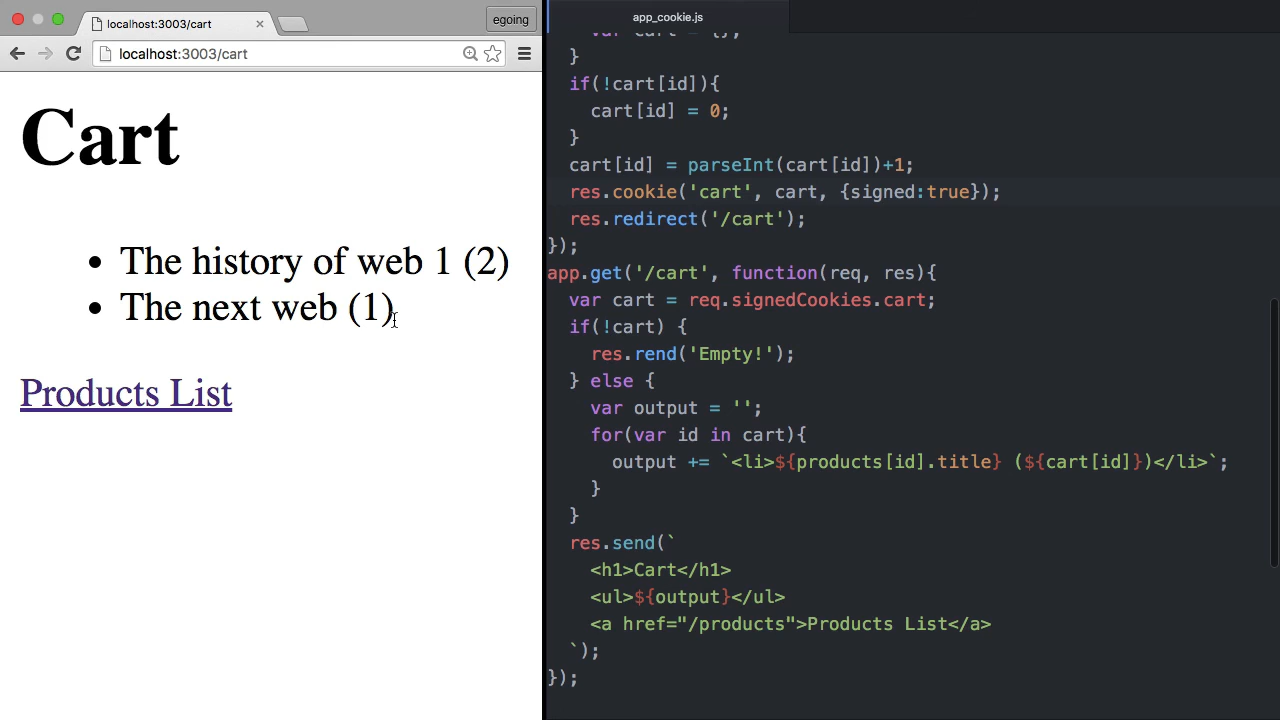 localhost:3003/cart
egoing
localhost:3003/cart
Cart
• The history of web 1 (2)
• The next web (1)
Products List
app_cookie.js
var cart = {};
}
if(!cart[id]){
cart[id] = 0;
}
cart[id] = parseInt(cart[id])+1;
res.cookie('cart', cart, {signed:true});
res.redirect('/cart');
});
app.get('/cart', function(req, res){
var cart = req.signedCookies.cart;
if(!cart) {
res.rend('Empty!');
} else {
var output = '';
for(var id in cart){
output += `<li>${products[id].title} (${cart[id]})</li>`;
}
}
res.send(`
<h1>Cart</h1>
<ul>${output}</ul>
<a href="/products">Products List</a>
`);
});